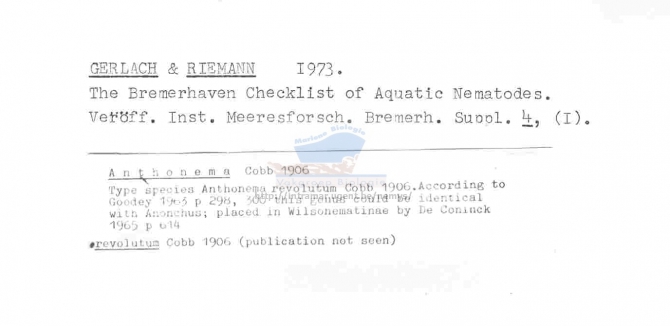 GERLACH & RIEMANN 1973.
The Bremerhaven Checklist of Aquatic Nematodes.
Veröff. Inst. Meeresforsch. Bremerh. Suppl. 4, (I).
Anthonema Cobb 1906
Type species Anthonema revolutum Cobb 1906. According to
Goodey 1963 p 298, 300 this genus could be identical
with Anonchus; placed in Wilsonematinae by De Coninck
1965 p 614
revolutum Cobb 1906 (publication not seen)